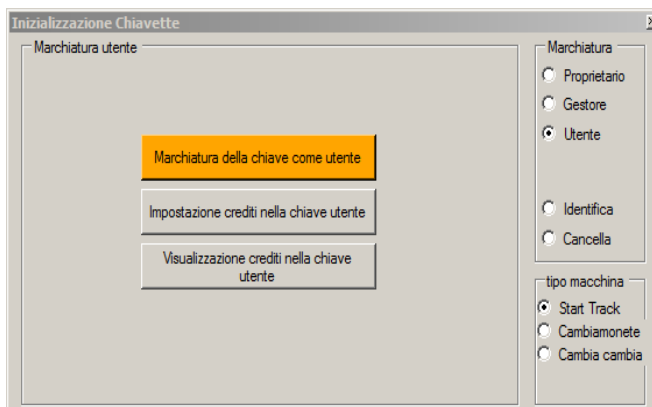 Inizializzazione Chiavette
Marchiatura utente
Marchiatura della chiave come utente
Impostazione crediti nella chiave utente
Visualizzazione crediti nella chiave
utente
Marchiatura
Proprietario
Gestore
Utente
Identifica
Cancella
tipo macchina
Start Track
Cambiamonete
Cambia cambia